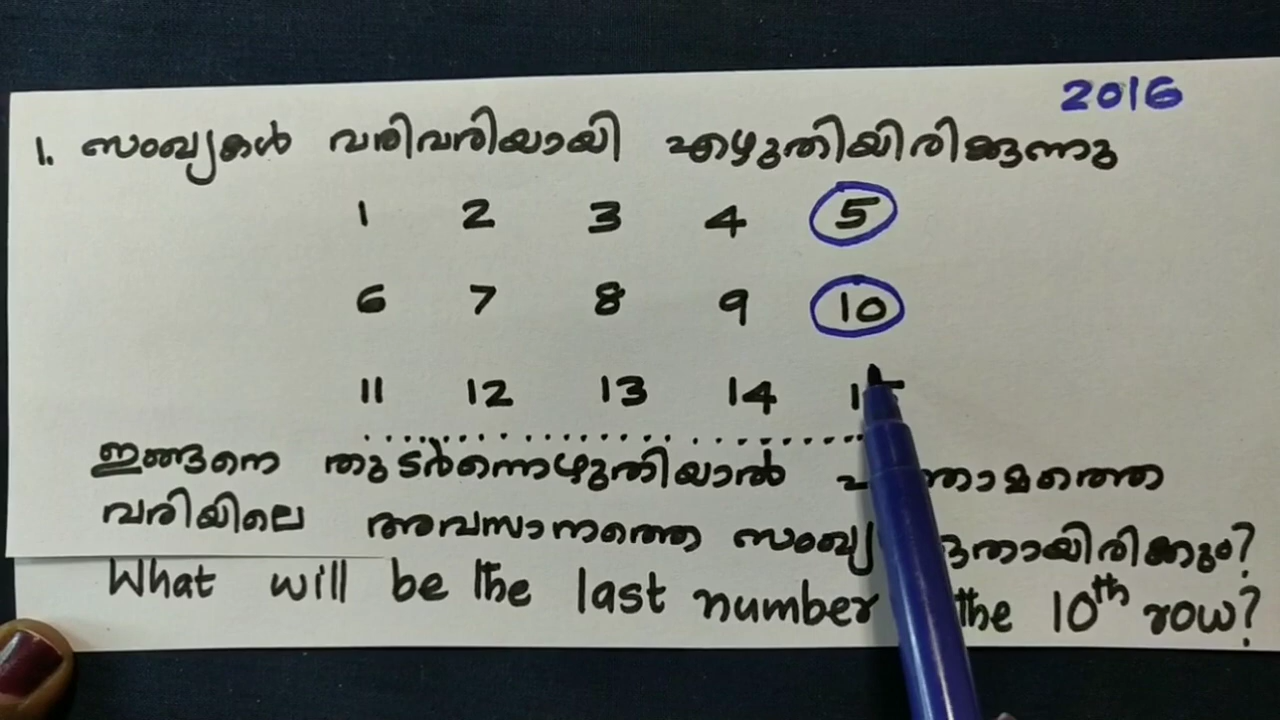 2016
1. സംഖ്യകൾ വരിവരിയായി എഴുതിയിരിക്കുന്നു
1 2 3 4 5
6 7 8 9 10
11 12 13 14
ഇങ്ങനെ തുടർന്നെഴുതിയാൽ
വരിയിലെ അവസാനത്തെ സംഖ്യ
What will be the last number the 10th row?